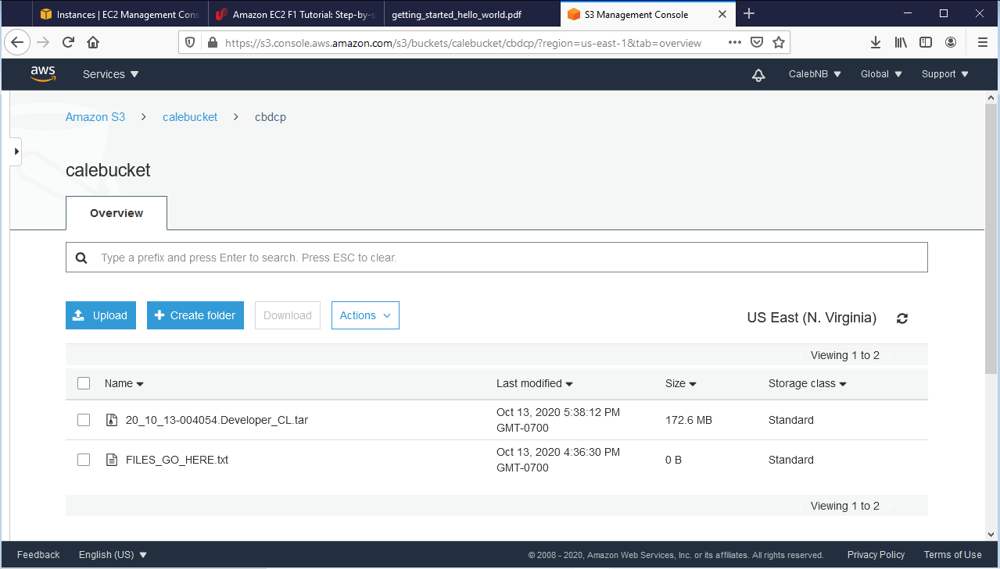 Instances | EC2 Management Cons
Amazon EC2 F1 Tutorial: Step-by-s
getting_started_hello_world.pdf
S3 Management Console
https://s3.console.aws.amazon.com/s3/buckets/calebucket/cbdcp/?region=us-east-1&tab=overview
aws
Services
CalebNB
Global
Support
Amazon S3 > calebucket > cbdcp
calebucket
Overview
Type a prefix and press Enter to search. Press ESC to clear.
Upload
Create folder
Download
Actions
US East (N. Virginia)
Viewing 1 to 2
Name
Last modified
Size
Storage class
20_10_13-004054.Developer_CL.tar
Oct 13, 2020 5:38:12 PM
GMT-0700
172.6 MB
Standard
FILES_GO_HERE.txt
Oct 13, 2020 4:36:30 PM
GMT-0700
0 B
Standard
Viewing 1 to 2
Feedback
English (US)
© 2008 - 2020, Amazon Web Services, Inc. or its affiliates. All rights reserved.
Privacy Policy
Terms of Use